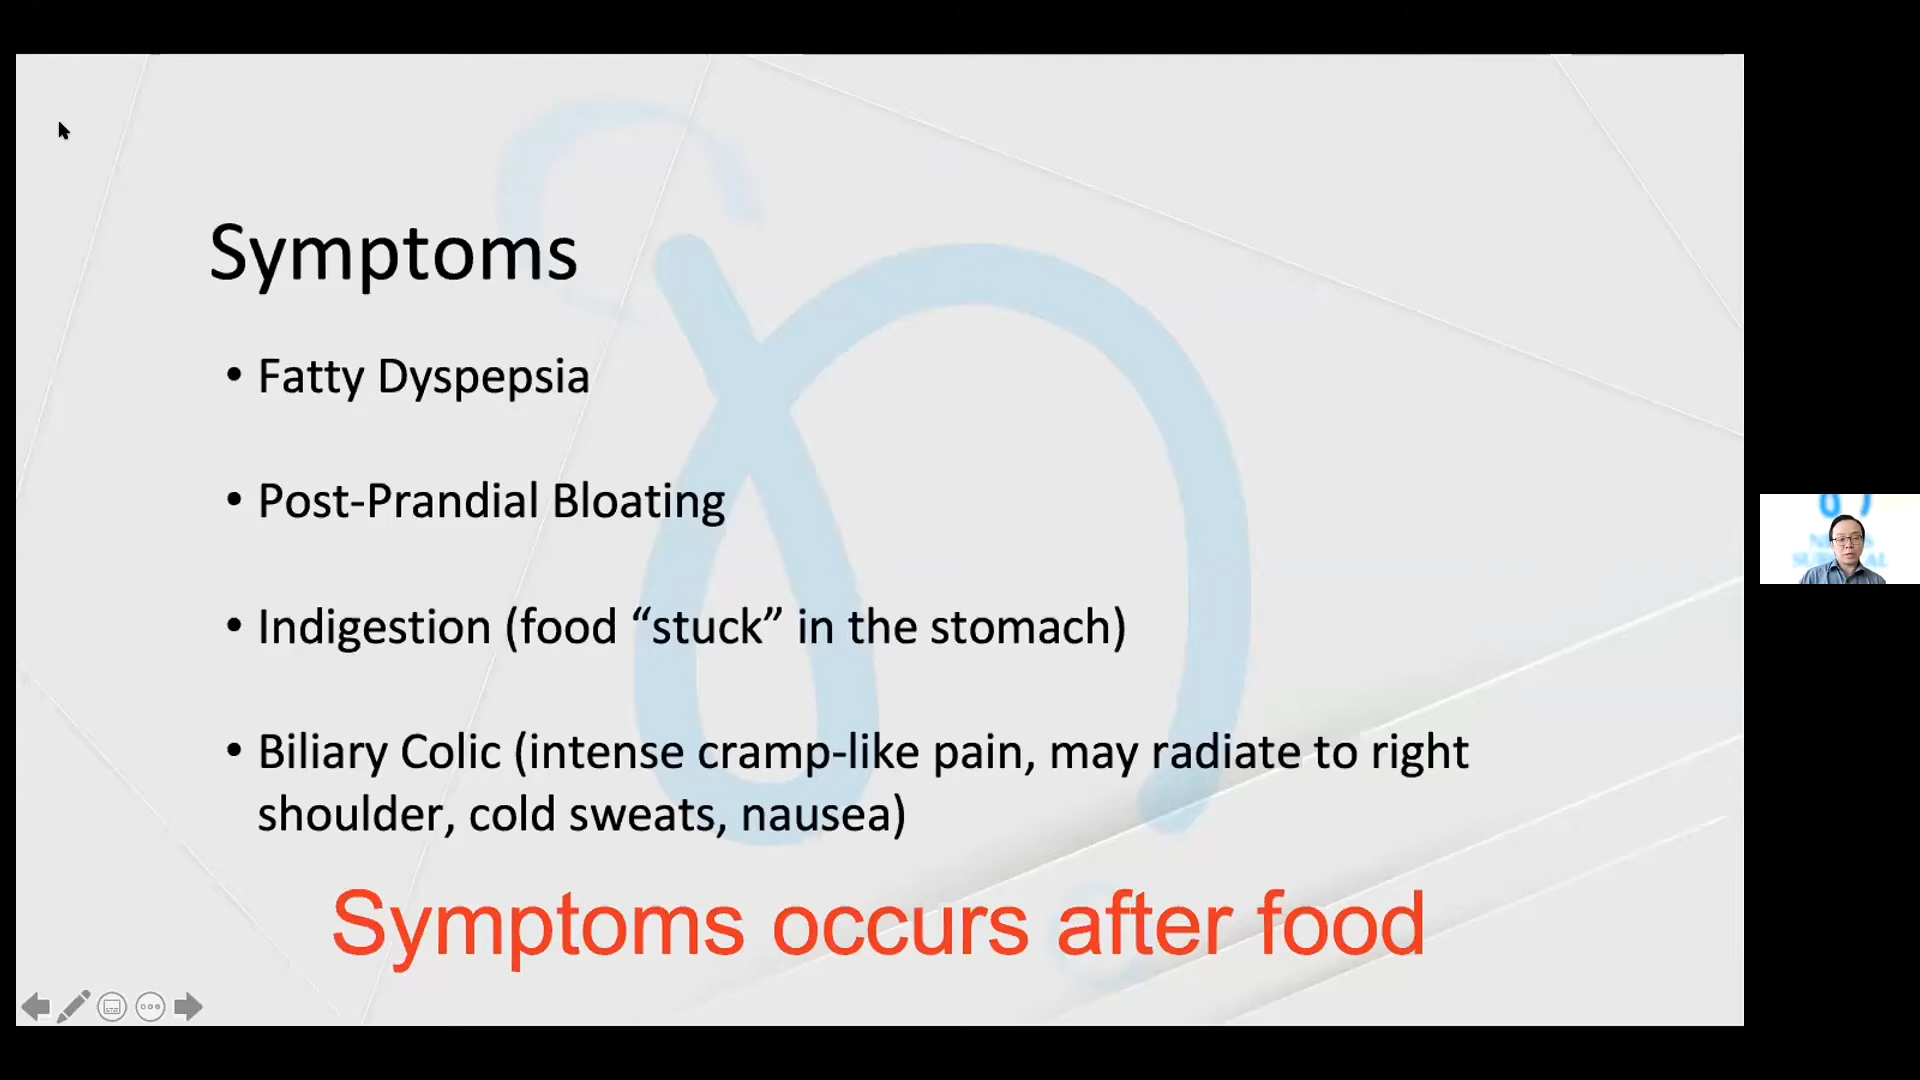 Symptoms
• Fatty Dyspepsia
• Post-Prandial Bloating
• Indigestion (food “stuck” in the stomach)
• Biliary Colic (intense cramp-like pain, may radiate to right
shoulder, cold sweats, nausea)
Symptoms occurs after food